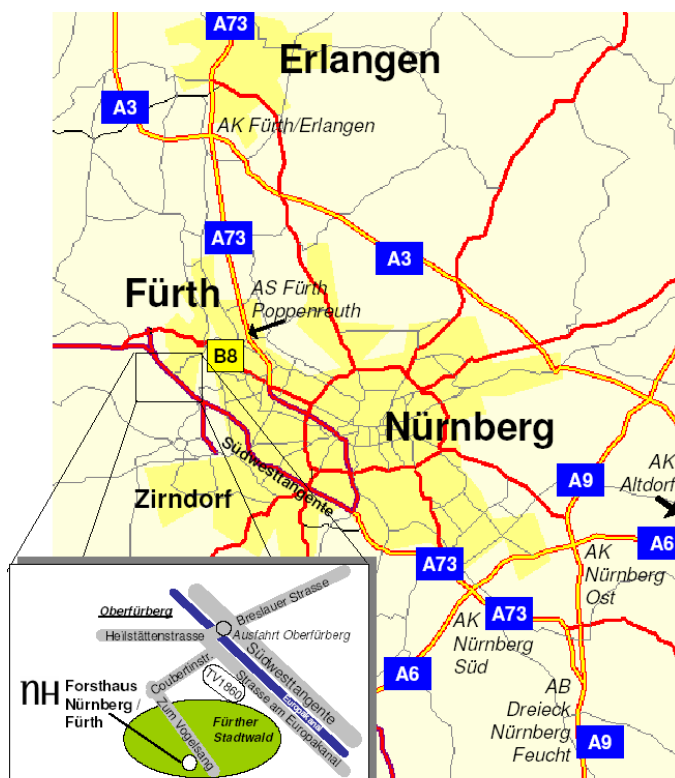 A73
Erlangen
A3
AK Fürth/Erlangen
A73
A3
Fürth
AS Fürth
Poppenreuth
B8
Nürnberg
Südwesttangente
Zirndorf
AK
Altdorf
A9
A6
A73
AK
Nürnberg
Ost
A73
AK
Nürnberg
Süd
A6
AB
Dreieck
Nürnberg
Feucht
A9
Oberfürberg
Breslauer Strasse
Heilstättenstrasse
Ausfahrt Oberfürberg
Südwesttangente
Coubertinstr.
TV1860
Strasse am Europakanal
Europakanal
nH
Forsthaus
Nürnberg /
Fürth
Zum Vogelsang
Fürther
Stadtwald